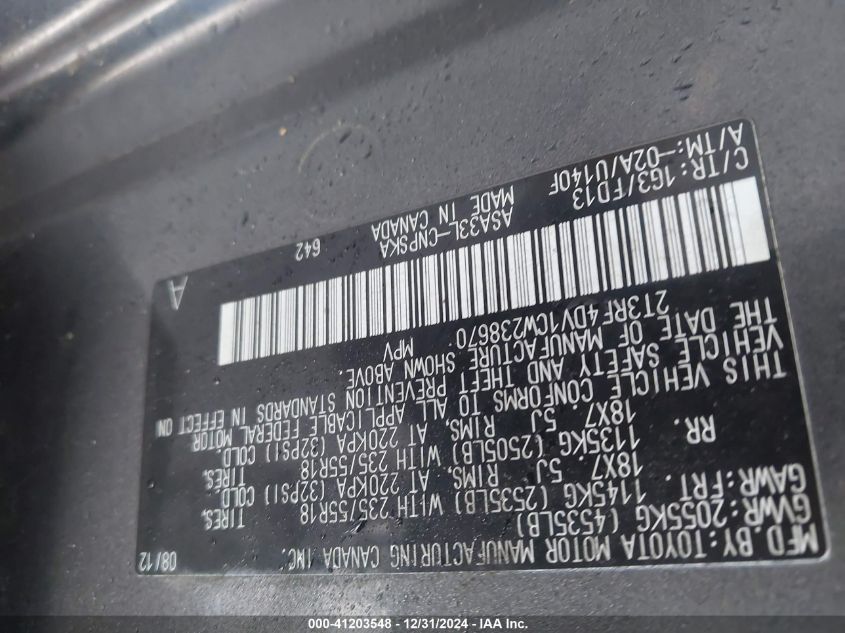 MFD BY:TOYOTA MOTOR MANUFACTURING CANADA INC. 08/12
GVWR:2055KG (4535LB)
GAWR:FRT. 1145KG (2535LB) WITH 235/55R18 TIRES.
18X7 5J RIMS, AT 220KPA (32PSI) COLD.
RR. 1135KG (2505LB) WITH 235/55R18 TIRES.
18X7 5J RIMS, AT 220KPA (32PSI) COLD.
THIS VEHICLE CONFORMS TO ALL APPLICABLE FEDERAL MOTOR
VEHICLE SAFETY AND THEFT PREVENTION STANDARDS IN EFFECT ON
THE DATE OF MANUFACTURE SHOWN ABOVE.
2T3RF4DV1CW238670 MPV
A
C/TR:1G3/FD13 ASA33L-CNPSKA 642
A/TM:-02A/U140F MADE IN CANADA
000-41203548 - 12/31/2024 - IAA Inc.